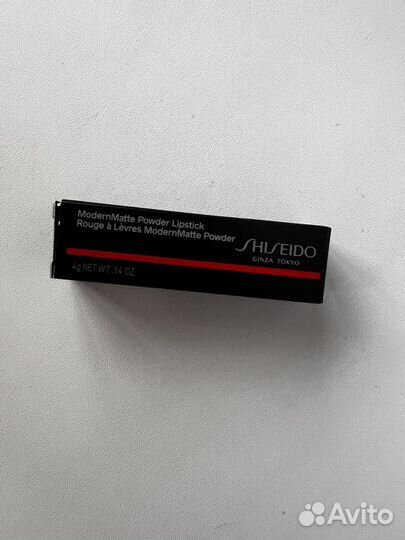 ModernMatte Powder Lipstick
Rouge à Lèvres ModernMatte Powder
SHISEIDO
GINZA TOKYO
4g NET WT. .14 OZ.
Avito